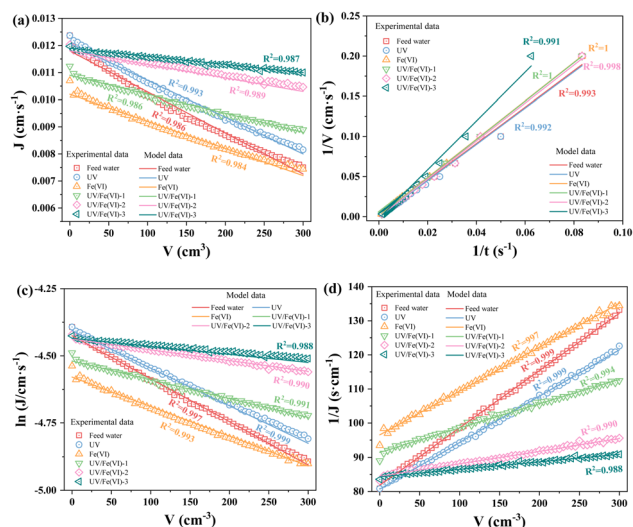 (a)
0.013
0.012
0.011
0.010
0.009
0.008
0.007
0.006
J (cm·s⁻¹)
R²=0.987
R²=0.989
R²=0.993
R²=0.986
R²=0.986
R²=0.984
Experimental data
Feed water
UV
Fe(VI)
UV/Fe(VI)-1
UV/Fe(VI)-2
UV/Fe(VI)-3
Model data
Feed water
UV
Fe(VI)
UV/Fe(VI)-1
UV/Fe(VI)-2
UV/Fe(VI)-3
0 50 100 150 200 250 300
V (cm³)
(b)
0.25
0.20
0.15
0.10
0.05
0.00
1/V (cm⁻³)
Experimental data
Feed water
UV
Fe(VI)
UV/Fe(VI)-1
UV/Fe(VI)-2
UV/Fe(VI)-3
R²=0.991
R²=1
R²=0.998
R²=1
R²=0.993
R²=0.992
Model data
Feed water
UV
Fe(VI)
UV/Fe(VI)-1
UV/Fe(VI)-2
UV/Fe(VI)-3
0.00 0.02 0.04 0.06 0.08 0.10
1/t (s⁻¹)
(c)
-4.25
-4.50
-4.75
-5.00
ln (J/cm·s⁻¹)
Model data
Feed water
UV
Fe(VI)
UV/Fe(VI)-1
UV/Fe(VI)-2
UV/Fe(VI)-3
R²=0.988
R²=0.990
R²=0.991
R²=0.997
R²=0.999
R²=0.993
Experimental data
Feed water
UV
Fe(VI)
UV/Fe(VI)-1
UV/Fe(VI)-2
UV/Fe(VI)-3
0 50 100 150 200 250 300
V (cm⁻³)
(d)
140
130
120
110
100
90
80
70
1/J (s·cm⁻¹)
Experimental data
Feed water
UV
Fe(VI)
UV/Fe(VI)-1
UV/Fe(VI)-2
UV/Fe(VI)-3
Model data
Feed water
UV
Fe(VI)
UV/Fe(VI)-1
UV/Fe(VI)-2
UV/Fe(VI)-3
R²=997
R²=0.999
R²=0.999
R²=0.994
R²=0.990
R²=0.988
0 50 100 150 200 250 300
V (cm⁻³)